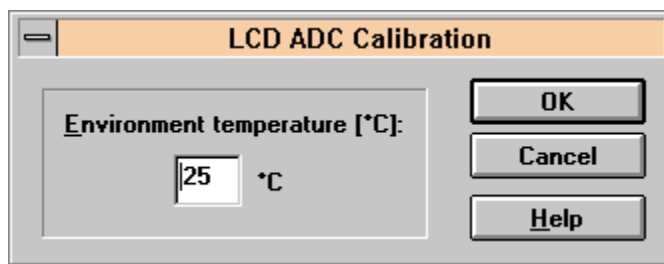 LCD ADC Calibration
Environment temperature [°C]:
25 °C
OK
Cancel
Help